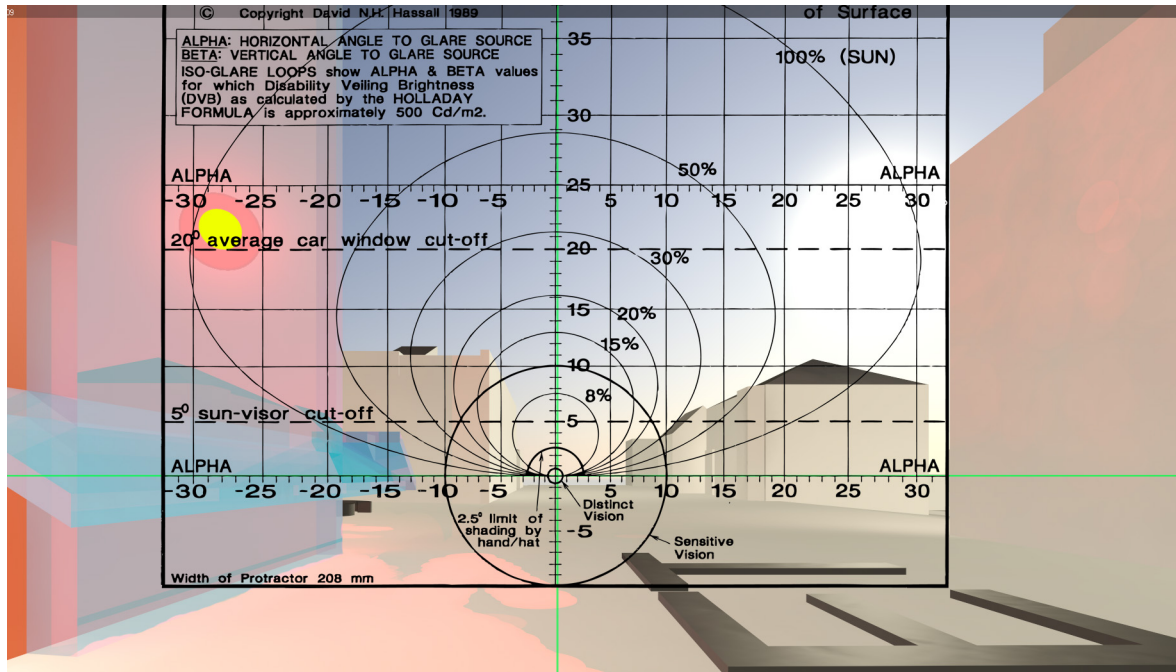 09
© Copyright David N.H. Hassall 1989
of Surface
ALPHA: HORIZONTAL ANGLE TO GLARE SOURCE
BETA: VERTICAL ANGLE TO GLARE SOURCE
ISO-GLARE LOOPS show ALPHA & BETA values
for which Disability Veiling Brightness
(DVB) as calculated by the HOLLADAY
FORMULA is approximately 500 Cd/m2.
35
100% (SUN)
30
50%
ALPHA
25
ALPHA
-30 -25 -20 -15 -10 -5 5 10 15 20 25 30
20° average car window cut-off
20
30%
15
20%
15%
10
8%
5° sun-visor cut-off
5
ALPHA
ALPHA
-30 -25 -20 -15 -10 -5 5 10 15 20 25 30
2.5° limit of
shading by
hand/hat
Distinct
Vision
-5
Sensitive
Vision
Width of Protractor 208 mm